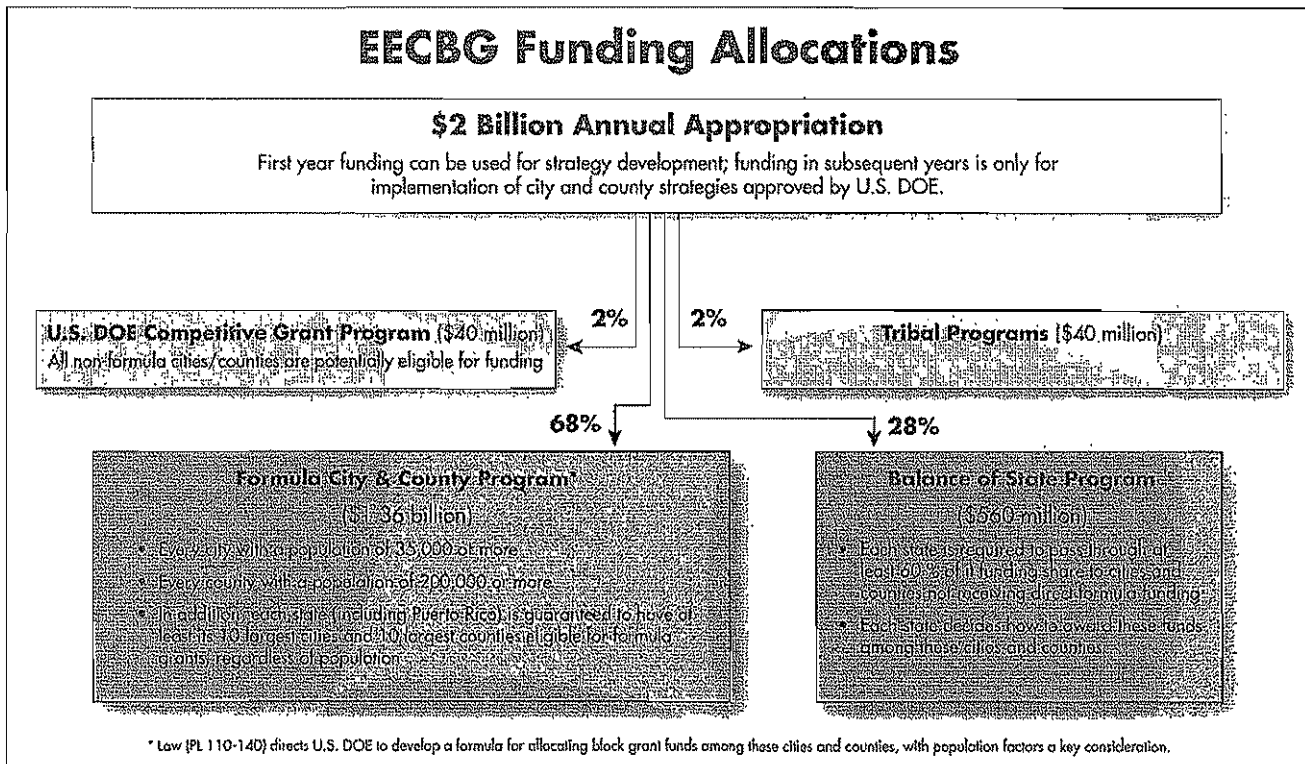 EECBG Funding Allocations
$2 Billion Annual Appropriation
First year funding can be used for strategy development; funding in subsequent years is only for
implementation of city and county strategies approved by U.S. DOE.
U.S. DOE Competitive Grant Program ($40 million)
All non-formula cities/counties are potentially eligible for funding
2%
2%
Tribal Programs ($40 million)
68%
28%
Formula City & County Program*
($1.36 billion)
• Every city with a population of 35,000 or more
• Every county with a population of 200,000 or more
• In addition, each state (including Puerto Rico) is guaranteed to have at
least its 10 largest cities and 10 largest counties eligible for formula
grants, regardless of population
Balance of State Program
($560 million)
• Each state is required to pass through at
least 60% of it funding share to cities and
counties not receiving direct formula funding
• Each state decides how to award these funds
among those cities and counties
* Law (PL 110-140) directs U.S. DOE to develop a formula for allocating block grant funds among these cities and counties, with population factors a key consideration.